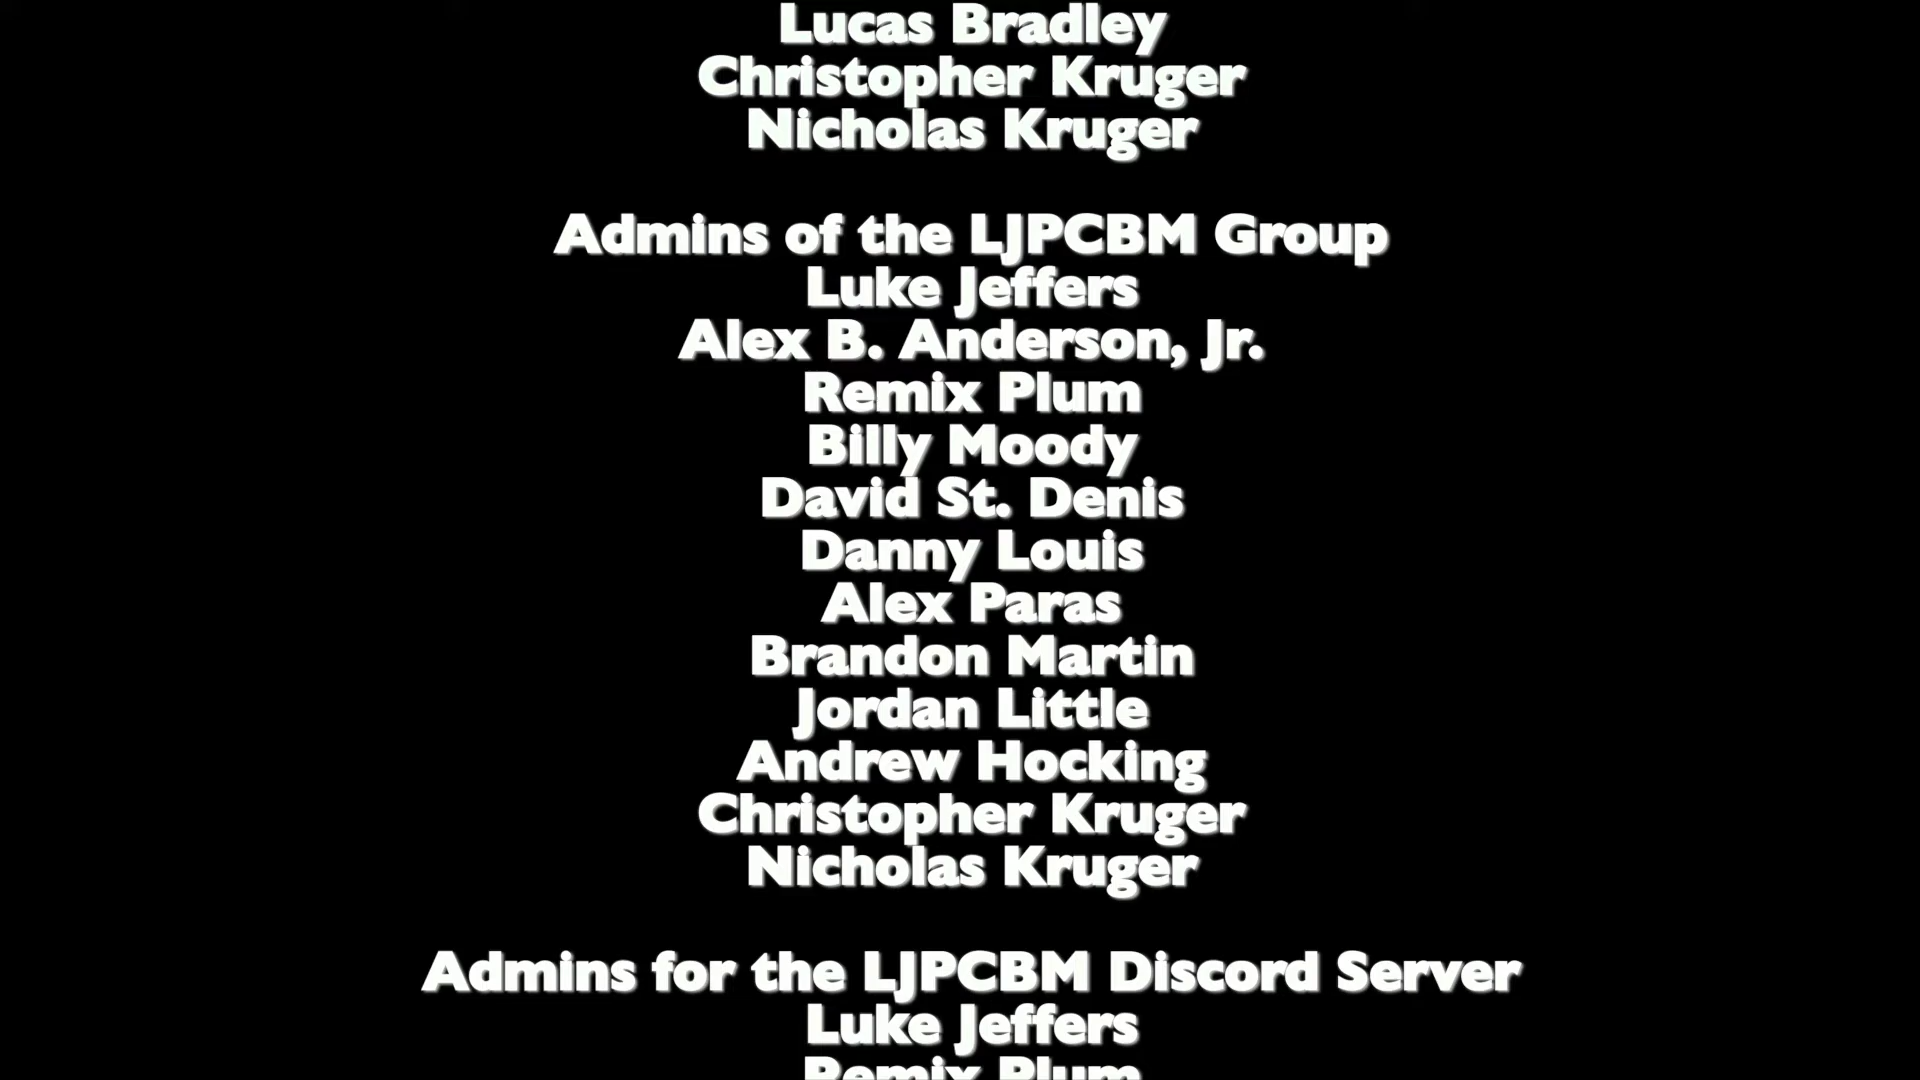 Lucas Bradley
Christopher Kruger
Nicholas Kruger
Admins of the LJPCBM Group
Luke Jeffers
Alex B. Anderson, Jr.
Remix Plum
Billy Moody
David St. Denis
Danny Louis
Alex Paras
Brandon Martin
Jordan Little
Andrew Hocking
Christopher Kruger
Nicholas Kruger
Admins for the LJPCBM Discord Server
Luke Jeffers
Remix Plum